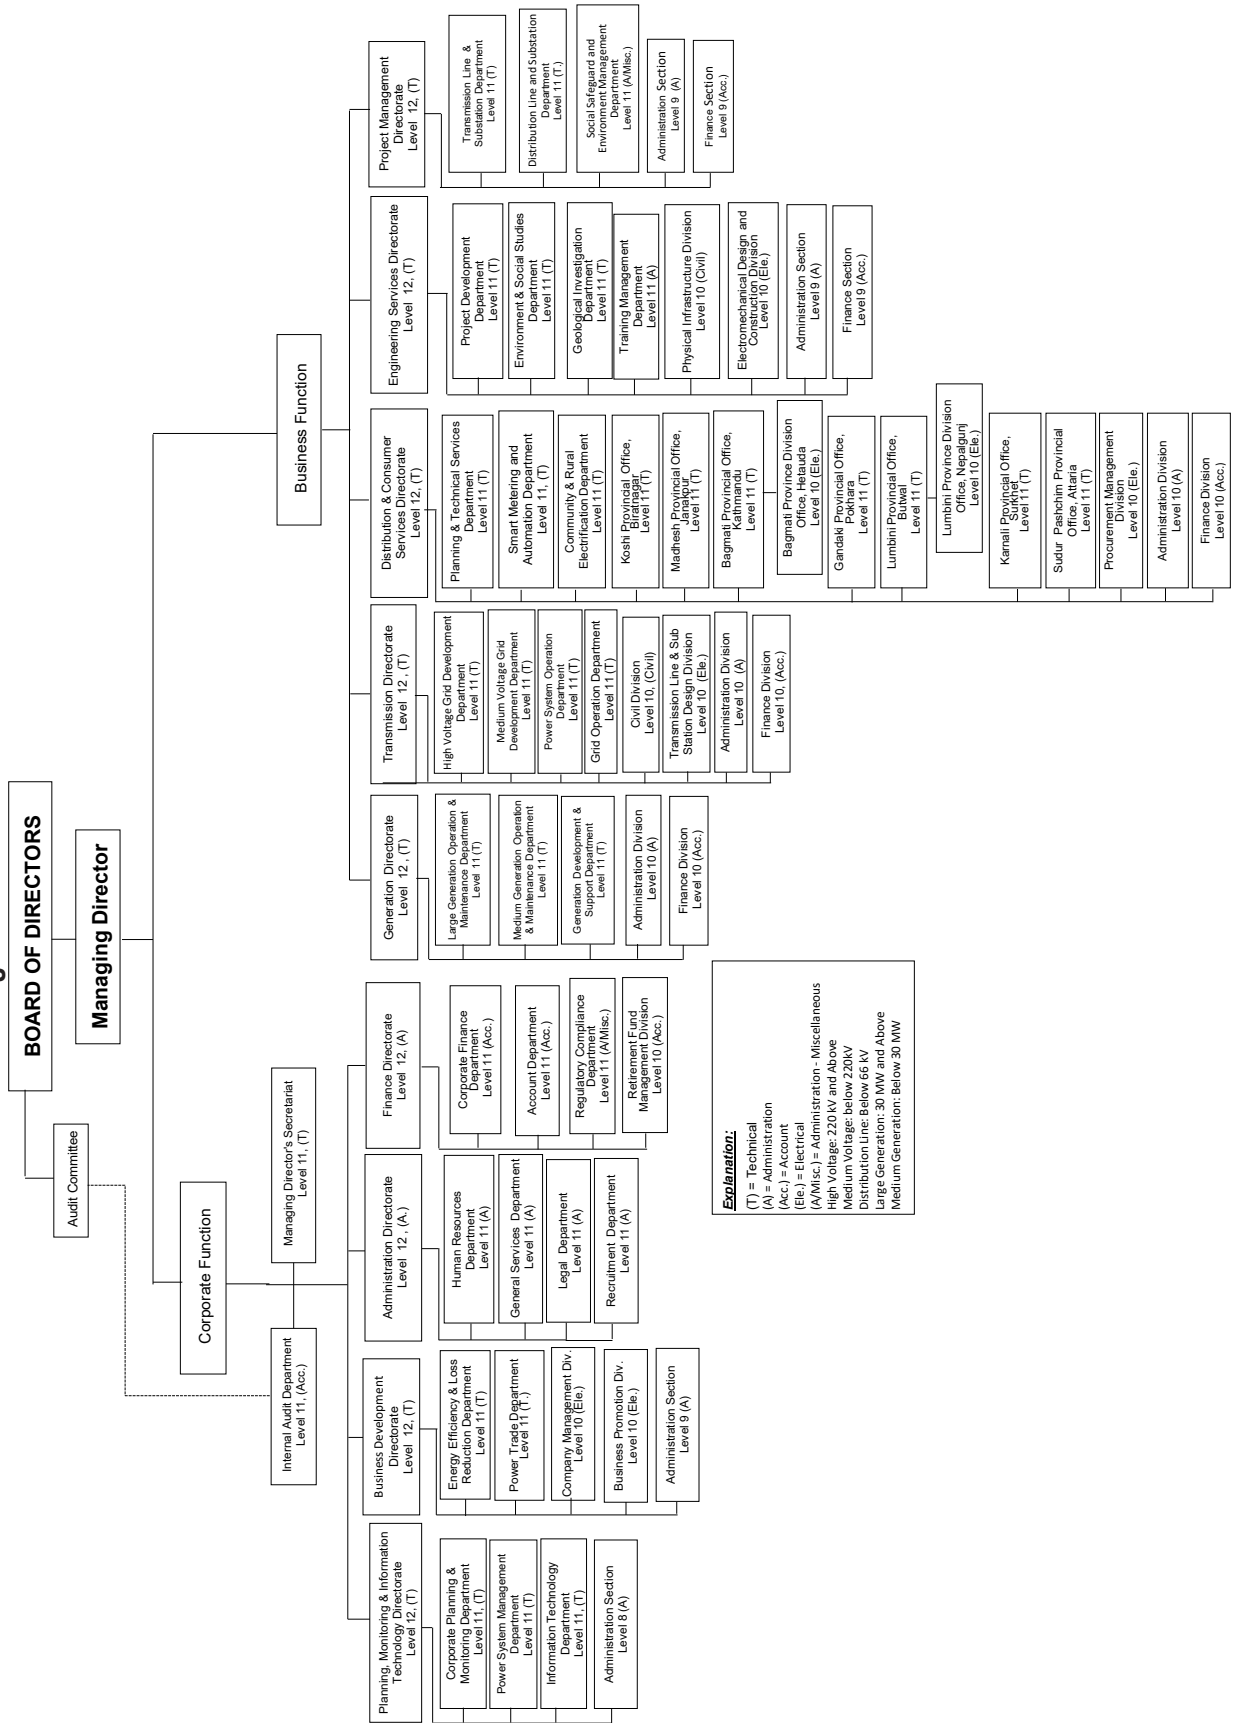 BOARD OF DIRECTORS
Managing Director
Audit Committee
Corporate Function
Business Function
Internal Audit Department
Level 11, (Acc.)
Managing Director's Secretariat
Level 11, (T)
Planning, Monitoring & Information
Technology Directorate
Level 12, (T)
Corporate Planning &
Monitoring Department
Level 11, (T)
Power System Management
Department
Level 11 (T)
Information Technology
Department
Level 11, (T)
Administration Section
Level 8 (A)
Business Development
Directorate
Level 12, (T)
Energy Efficiency & Loss
Reduction Department
Level 11 (T)
Power Trade Department
Level 11 (T.)
Company Management Div.
Level 10 (Ele.)
Business Promotion Div.
Level 10 (Ele.)
Administration Section
Level 9 (A)
Administration Directorate
Level 12 , (A.)
Human Resources
Department
Level 11 (A)
General Services Department
Level 11 (A)
Legal Department
Level 11 (A)
Recruitment Department
Level 11 (A)
Finance Directorate
Level 12, (A)
Corporate Finance
Department
Level 11 (Acc.)
Account Department
Level 11 (Acc.)
Regulatory Compliance
Department
Level 11 (A/Misc.)
Retirement Fund
Management Division
Level 10 (Acc.)
Generation Directorate
Level 12 , (T)
Large Generation Operation &
Maintenance Department
Level 11 (T)
Medium Generation Operation
& Maintenance Department
Level 11 (T)
Generation Development &
Support Department
Level 11 (T)
Administration Division
Level 10 (A)
Finance Division
Level 10 (Acc.)
Transmission Directorate
Level 12 , (T)
High Voltage Grid Development
Department
Level 11 (T)
Medium Voltage Grid
Development Department
Level 11 (T)
Power System Operation
Department
Level 11 (T)
Grid Operation Department
Level 11 (T)
Civil Division
Level 10, (Civil)
Transmission Line & Sub
Station Design Division
Level 10 (Ele.)
Administration Division
Level 10 (A)
Finance Division
Level 10, (Acc.)
Distribution & Consumer
Services Directorate
Level 12, (T)
Planning & Technical Services
Department
Level 11 (T)
Smart Metering and
Automation Department
Level 11, (T)
Community & Rural
Electrification Department
Level 11 (T)
Koshi Provincial Office,
Biratnagar
Level 11 (T)
Madhesh Provincial Office,
Janakpur
Level 11 (T)
Bagmati Provincial Office,
Kathmandu
Level 11 (T)
Bagmati Province Division
Office, Hetauda
Level 10 (Ele.)
Gandaki Provincial Office,
Pokhara
Level 11 (T)
Lumbini Provincial Office,
Butwal
Level 11 (T)
Lumbini Province Division
Office, Nepalgunj
Level 10 (Ele.)
Karnali Provincial Office,
Surkhet
Level 11 (T)
Sudur Pashchim Provincial
Office, Attaria
Level 11 (T)
Procurement Management
Division
Level 10 (Ele.)
Administration Division
Level 10 (A)
Finance Division
Level 10 (Acc.)
Engineering Services Directorate
Level 12, (T)
Project Development
Department
Level 11 (T)
Environment & Social Studies
Department
Level 11 (T)
Geological Investigation
Department
Level 11 (T)
Training Management
Department
Level 11 (A)
Physical Infrastructure Division
Level 10 (Civil)
Electromechanical Design and
Construction Division
Level 10 (Ele.)
Administration Section
Level 9 (A)
Finance Section
Level 9 (Acc.)
Project Management
Directorate
Level 12, (T)
Transmission Line &
Substation Department
Level 11 (T)
Distribution Line and Substation
Department
Level 11 (T.)
Social Safeguard and
Environment Management
Department
Level 11 (A/Misc.)
Administration Section
Level 9 (A)
Finance Section
Level 9 (Acc.)
Explanation:
(T) = Technical
(A) = Administration
(Acc.) = Account
(Ele.) = Electrical
(A/Misc.) = Administration - Miscellaneous
High Voltage: 220 kV and Above
Medium Voltage: below 220kV
Distribution Line: Below 66 kV
Large Generation: 30 MW and Above
Medium Generation: Below 30 MW